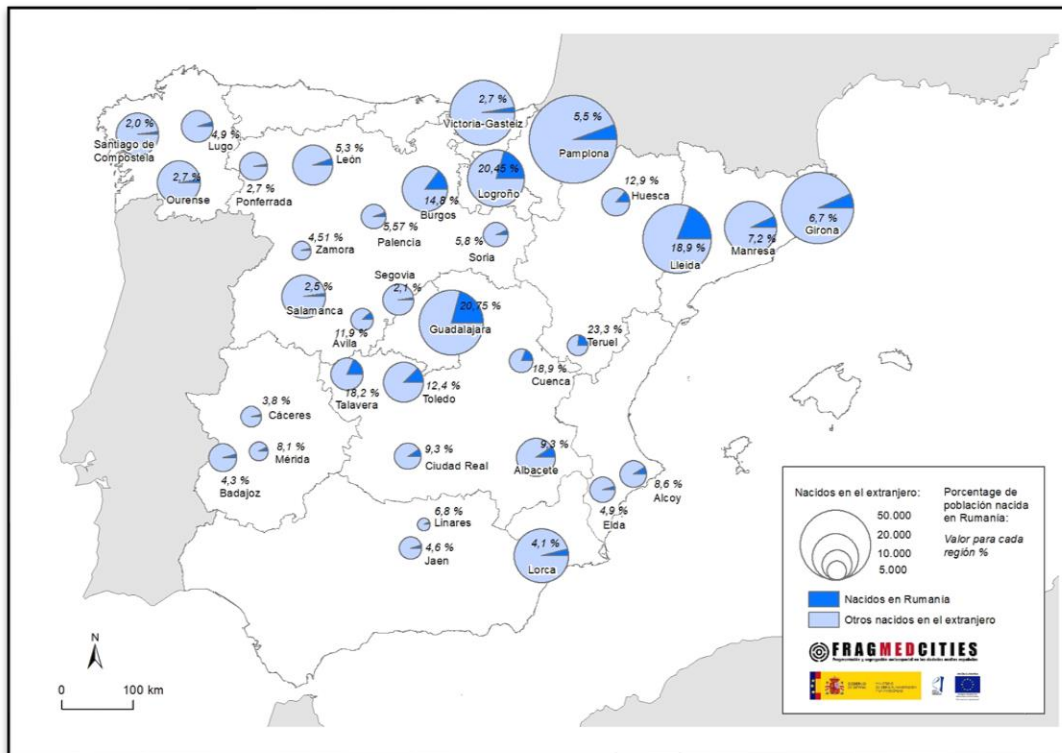 2,0 %
Santiago de
Compostela
4,9 %
Lugo
2,7 %
Ourense
2,7 %
Ponferrada
5,3 %
León
2,7 %
Victoria-Gasteiz
5,5 %
Pamplona
20,45 %
Logroño
14,8 %
Burgos
5,57 %
Palencia
5,8 %
Soria
12,9 %
Huesca
18,9 %
Lleida
7,2 %
Manresa
6,7 %
Girona
4,51 %
Zamora
2,5 %
Salamanca
Segovia
2,1 %
11,9 %
Ávila
20,75 %
Guadalajara
23,3 %
Teruel
18,9 %
Cuenca
18,2 %
Talavera
12,4 %
Toledo
3,8 %
Cáceres
8,1 %
Mérida
4,3 %
Badajoz
9,3 %
Ciudad Real
9,3 %
Albacete
8,6 %
Alcoy
4,9 %
Elda
6,8 %
Linares
4,6 %
Jaen
4,1 %
Lorca
N
0 100 km
Nacidos en el extranjero:
50.000
20.000
10.000
5.000
Porcentage de
población nacida
en Rumania:
Valor para cada
región %
Nacidos en Rumania
Otros nacidos en el extranjero
FRAGMEDCITIES